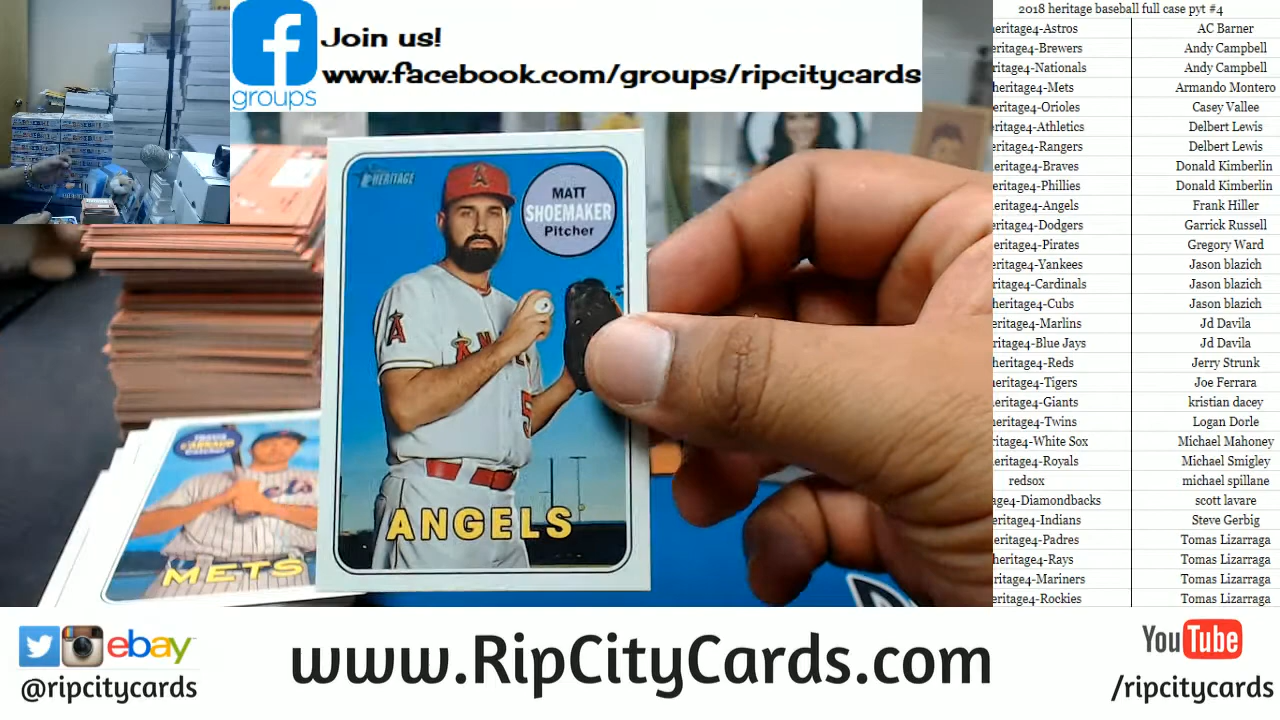 2018 heritage baseball full case pyt #4
Join us!
www.facebook.com/groups/ripcitycards
groups
eritage4-Astros AC Barner
eritage4-Brewers Andy Campbell
eritage4-Nationals Andy Campbell
heritage4-Mets Armando Montero
eritage4-Orioles Casey Vallee
eritage4-Athletics Delbert Lewis
eritage4-Rangers Delbert Lewis
eritage4-Braves Donald Kimberlin
eritage4-Phillies Donald Kimberlin
eritage4-Angels Frank Hiller
eritage4-Dodgers Garrick Russell
eritage4-Pirates Gregory Ward
eritage4-Yankees Jason blazich
eritage4-Cardinals Jason blazich
heritage4-Cubs Jason blazich
eritage4-Marlins Jd Davila
ritage4-Blue Jays Jd Davila
heritage4-Reds Jerry Strunk
eritage4-Tigers Joe Ferrara
eritage4-Giants kristian dacey
eritage4-Twins Logan Dorle
ritage4-White Sox Michael Mahoney
eritage4-Royals Michael Smigley
redsox michael spillane
age4-Diamondbacks scott lavare
eritage4-Indians Steve Gerbig
eritage4-Padres Tomas Lizarraga
heritage4-Rays Tomas Lizarraga
ritage4-Mariners Tomas Lizarraga
eritage4-Rockies Tomas Lizarraga
HERITAGE
MATT
SHOEMAKER
Pitcher
A
ANGELS
Mets
METS
ebay
@ripcitycards
www.RipCityCards.com
YouTube
/ripcitycards